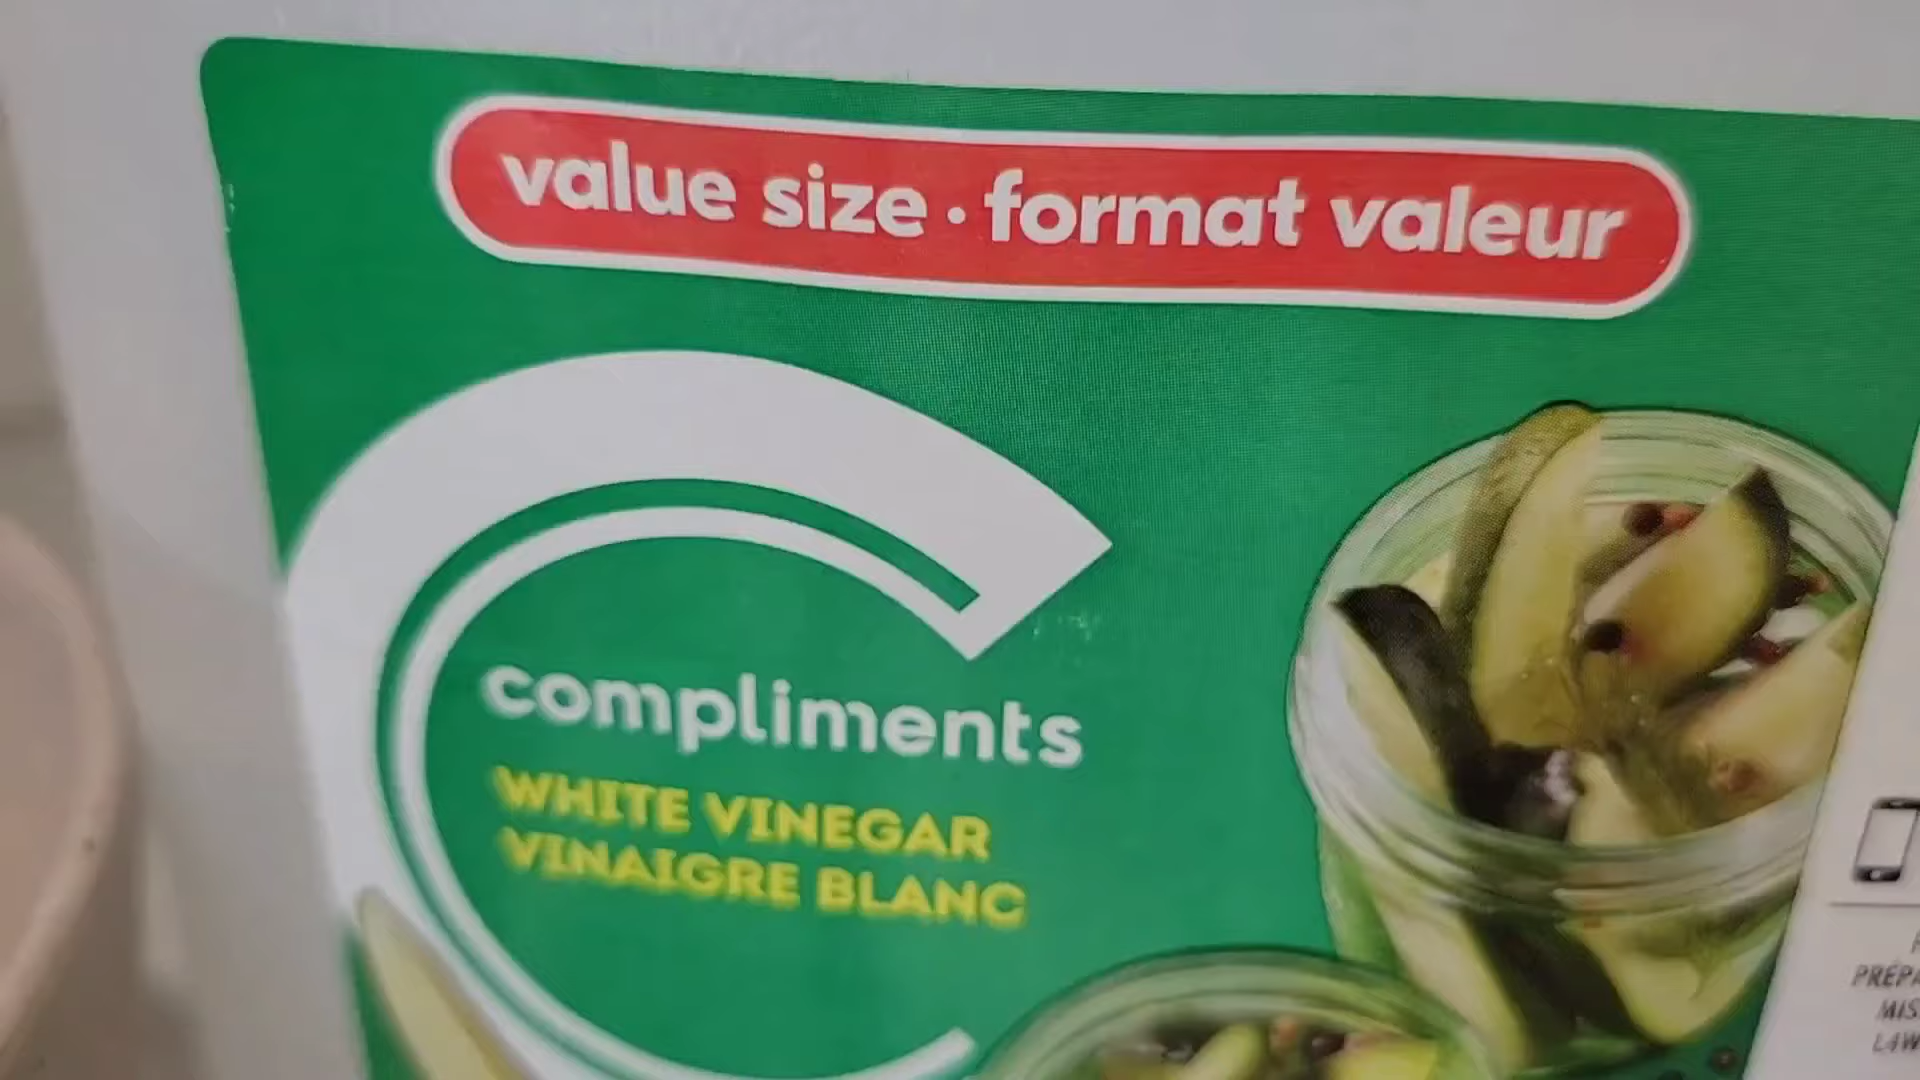 value size · format valeur
compliments
WHITE VINEGAR
VINAIGRE BLANC